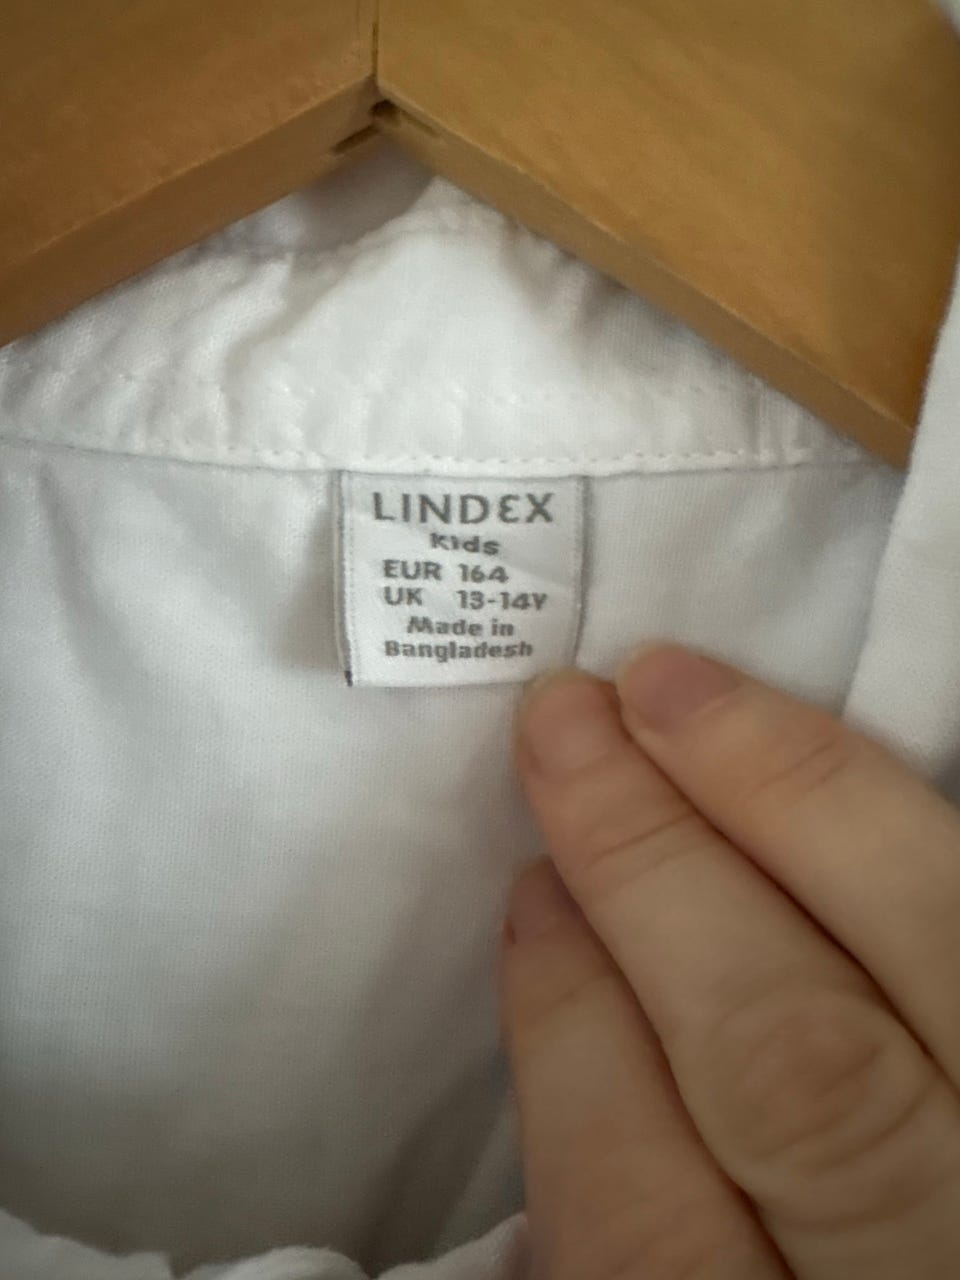 LINDEX
Kids
EUR 164
UK 13-14Y
Made in
Bangladesh